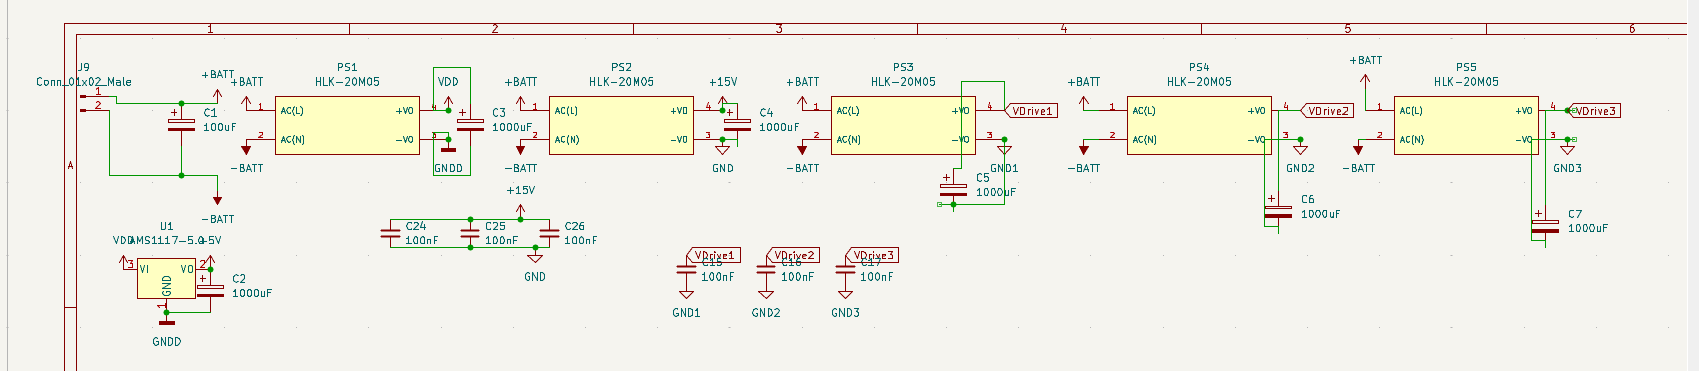 1 2 3 4 5 6
A
J9
Conn_01x02_Male
1
2
+BATT
C1
100uF
-BATT
+BATT
1
2
-BATT
PS1
HLK-20M05
AC(L)
AC(N)
+VO
-VO
4
3
VDD
GNDD
C3
1000uF
+BATT
1
2
-BATT
PS2
HLK-20M05
AC(L)
AC(N)
+VO
-VO
4
3
+15V
GND
C4
1000uF
+BATT
1
2
-BATT
PS3
HLK-20M05
AC(L)
AC(N)
+VO
-VO
4
3
VDrive1
GND1
C5
1000uF
+BATT
1
2
-BATT
PS4
HLK-20M05
AC(L)
AC(N)
+VO
-VO
4
3
VDrive2
GND2
C6
1000uF
+BATT
1
2
-BATT
PS5
HLK-20M05
AC(L)
AC(N)
+VO
-VO
4
3
VDrive3
GND3
C7
1000uF
U1
VDD
AMS1117-5.0
+5V
3
VI
VO
2
GND
1
C2
1000uF
GNDD
+15V
C24
100nF
C25
100nF
C26
100nF
GND
VDrive1
C15
100nF
GND1
VDrive2
C16
100nF
GND2
VDrive3
C17
100nF
GND3